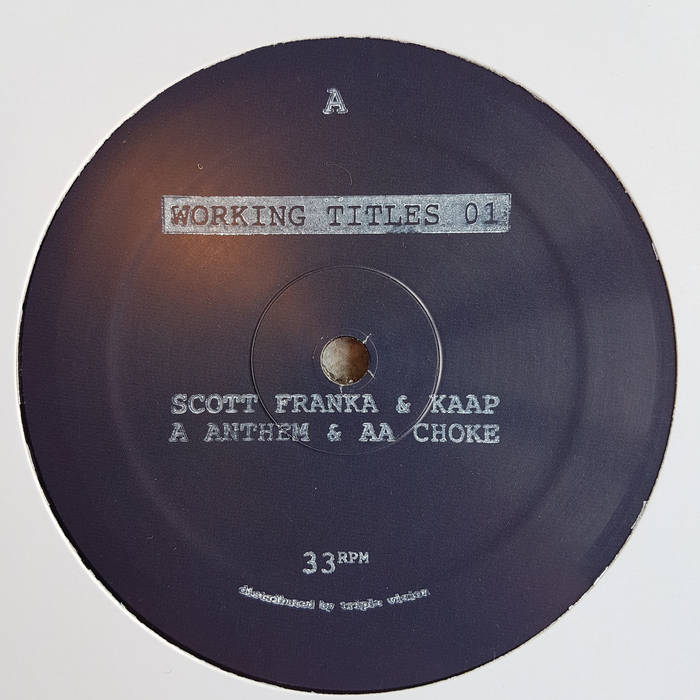 A
WORKING TITLES 01
SCOTT FRANKA & KAAP
A ANTHEM & AA CHOKE
33RPM
distributed by triple vision